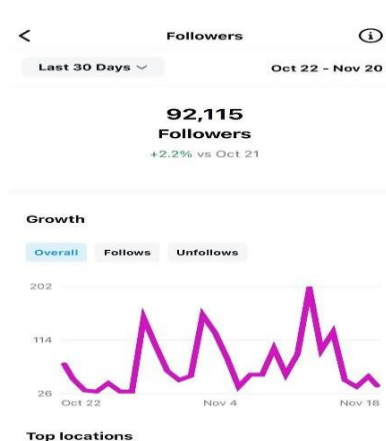 Followers
Last 30 Days
Oct 22 - Nov 20
92,115
Followers
+2.2% vs Oct 21
Growth
Overall Follows Unfollows
202
114
26
Oct 22 Nov 4 Nov 18
Top locations